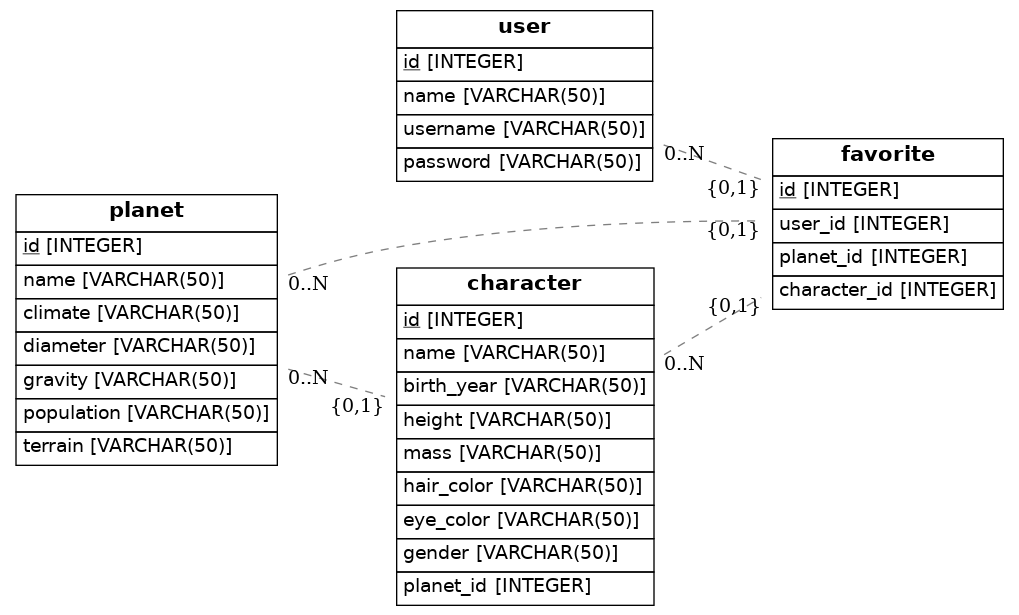 user
id [INTEGER]
name [VARCHAR(50)]
username [VARCHAR(50)]
password [VARCHAR(50)]
0..N
{0,1}
favorite
id [INTEGER]
user_id [INTEGER]
planet_id [INTEGER]
character_id [INTEGER]
{0,1}
{0,1}
planet
id [INTEGER]
name [VARCHAR(50)]
climate [VARCHAR(50)]
diameter [VARCHAR(50)]
gravity [VARCHAR(50)]
population [VARCHAR(50)]
terrain [VARCHAR(50)]
0..N
0..N
{0,1}
character
id [INTEGER]
name [VARCHAR(50)]
birth_year [VARCHAR(50)]
height [VARCHAR(50)]
mass [VARCHAR(50)]
hair_color [VARCHAR(50)]
eye_color [VARCHAR(50)]
gender [VARCHAR(50)]
planet_id [INTEGER]
0..N